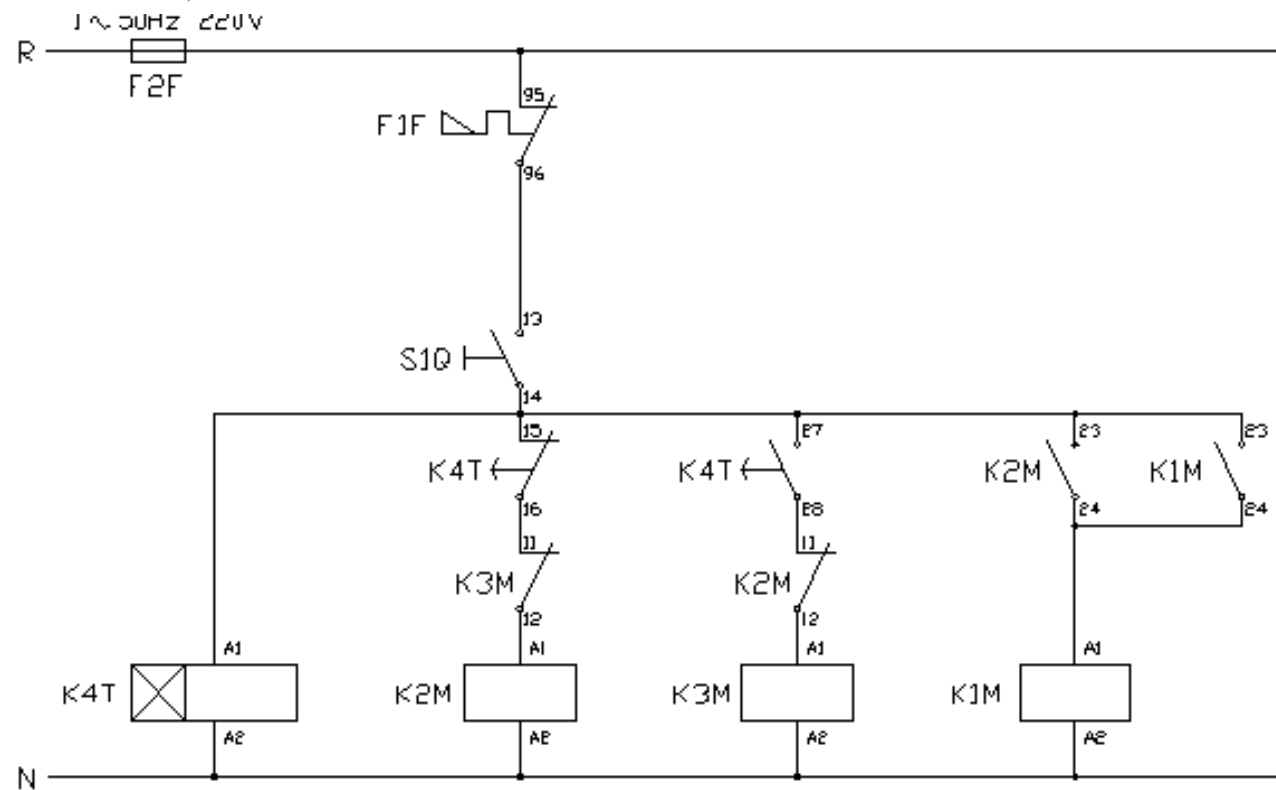 1 ~ 50Hz 220V
R
F2F
95
F1F
96
13
S1Q
14
15 27 23 23
K4T K4T K2M K1M
16 28 24 24
11 11
K3M K2M
12 12
A1 A1 A1 A1
K4T K2M K3M K1M
A2 A2 A2 A2
N